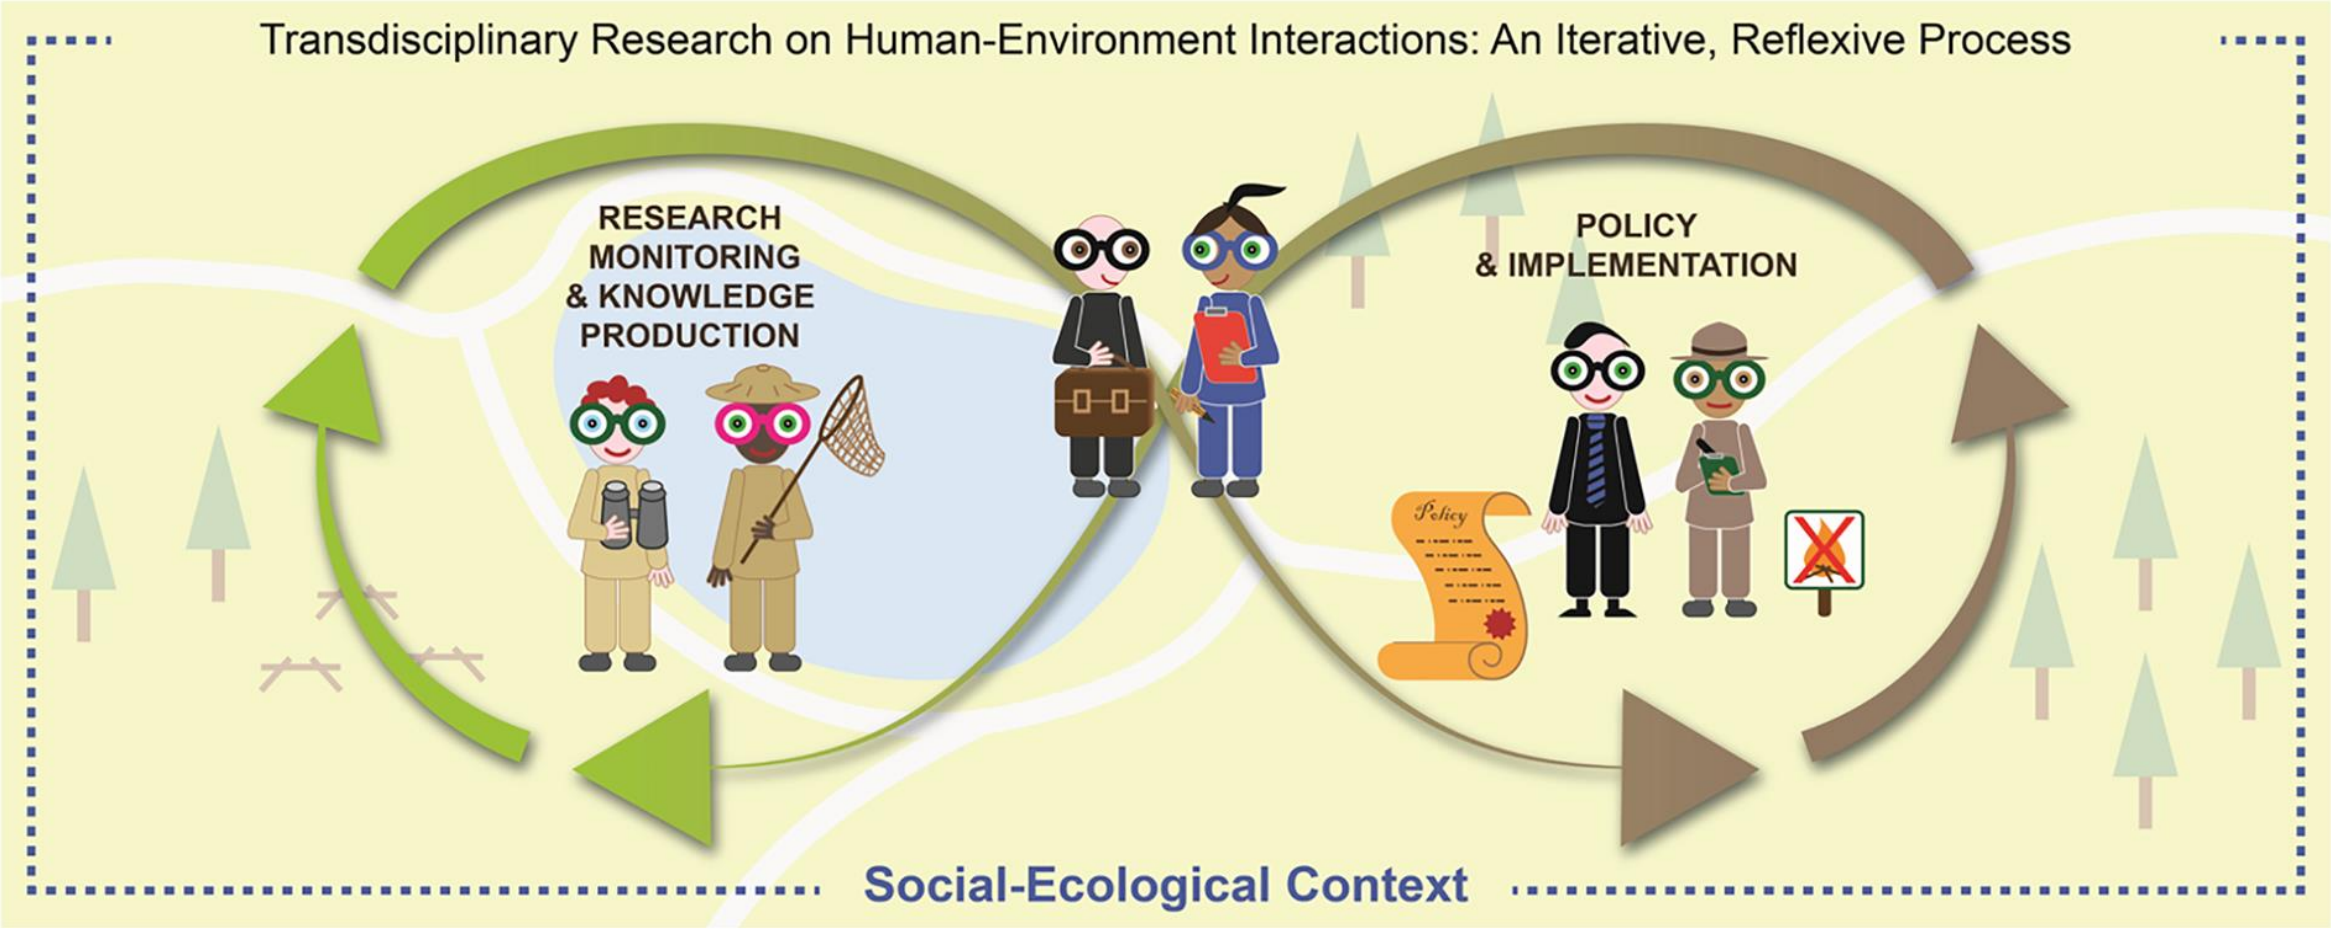 Transdisciplinary Research on Human-Environment Interactions: An Iterative, Reflexive Process
RESEARCH
MONITORING
& KNOWLEDGE
PRODUCTION
POLICY
& IMPLEMENTATION
Policy
Social-Ecological Context